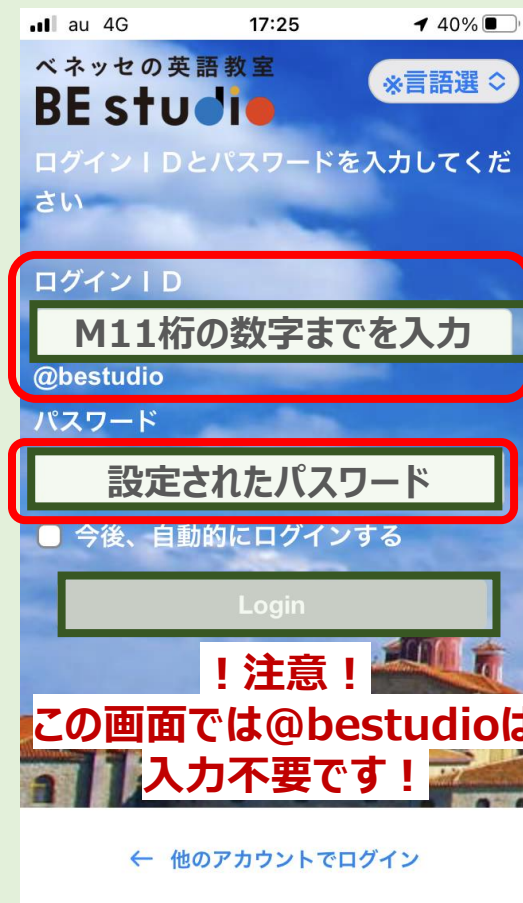 au 4G 17:25 40%
ベネッセの英語教室
BE studio
※言語選
ログインＩＤとパスワードを入力してくだ
さい
ログインＩＤ
M11桁の数字までを入力
@bestudio
パスワード
設定されたパスワード
今後、自動的にログインする
Login
！注意！
この画面では@bestudioは
入力不要です！
← 他のアカウントでログイン